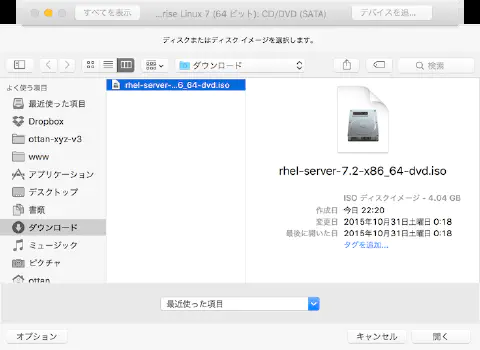 すべてを表示
...rise Linux 7 (64 ビット): CD/DVD (SATA)
デバイスを追...
ディスクまたはディスク イメージを選択します。
ダウンロード
検索
よく使う項目
最近使った項目
Dropbox
ottan-xyz-v3
www
アプリケーション
デスクトップ
書類
ダウンロード
ミュージック
ピクチャ
ottan
rhel-server-...6_64-dvd.iso
rhel-server-7.2-x86_64-dvd.iso
ISO ディスクイメージ - 4.04 GB
作成日 今日 22:20
変更日 2015年10月31日土曜日 0:18
最後に開いた日 2015年10月31日土曜日 0:18
タグを追加...
最近使った項目
オプション
キャンセル
開く